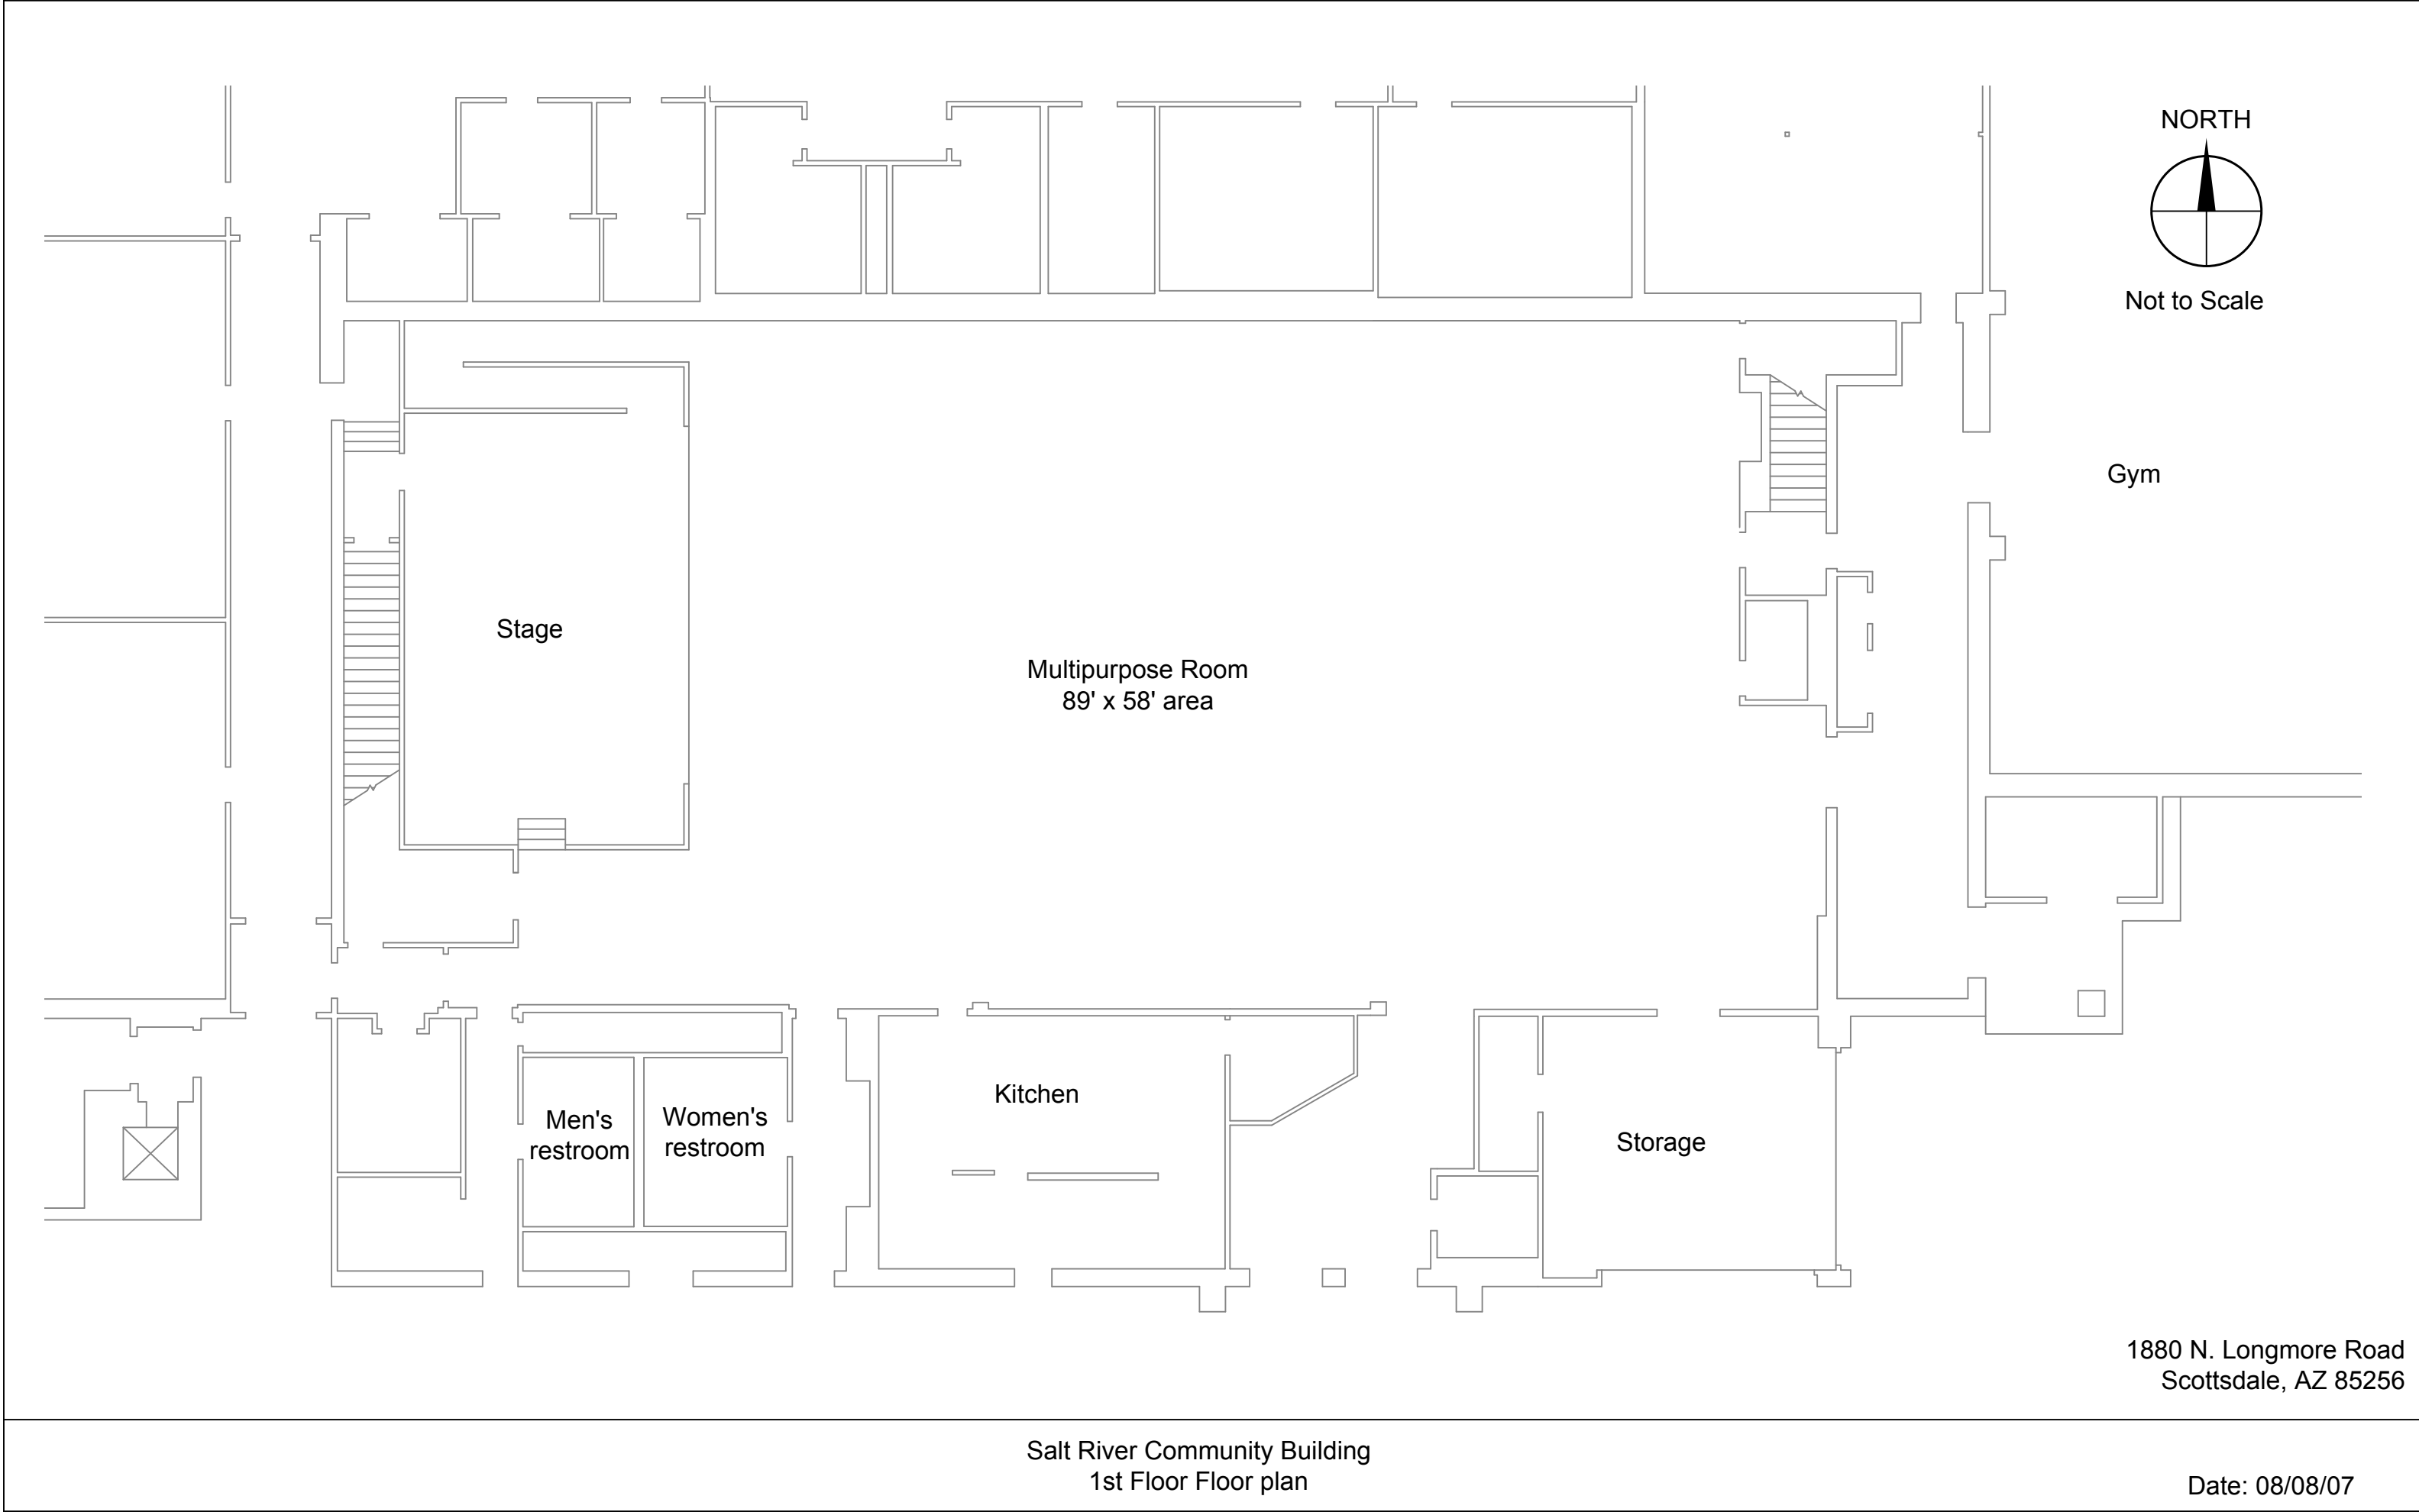 NORTH
Not to Scale
Gym
Stage
Multipurpose Room
89' x 58' area
Kitchen
Men's
restroom
Women's
restroom
Storage
1880 N. Longmore Road
Scottsdale, AZ 85256
Salt River Community Building
1st Floor Floor plan
Date: 08/08/07